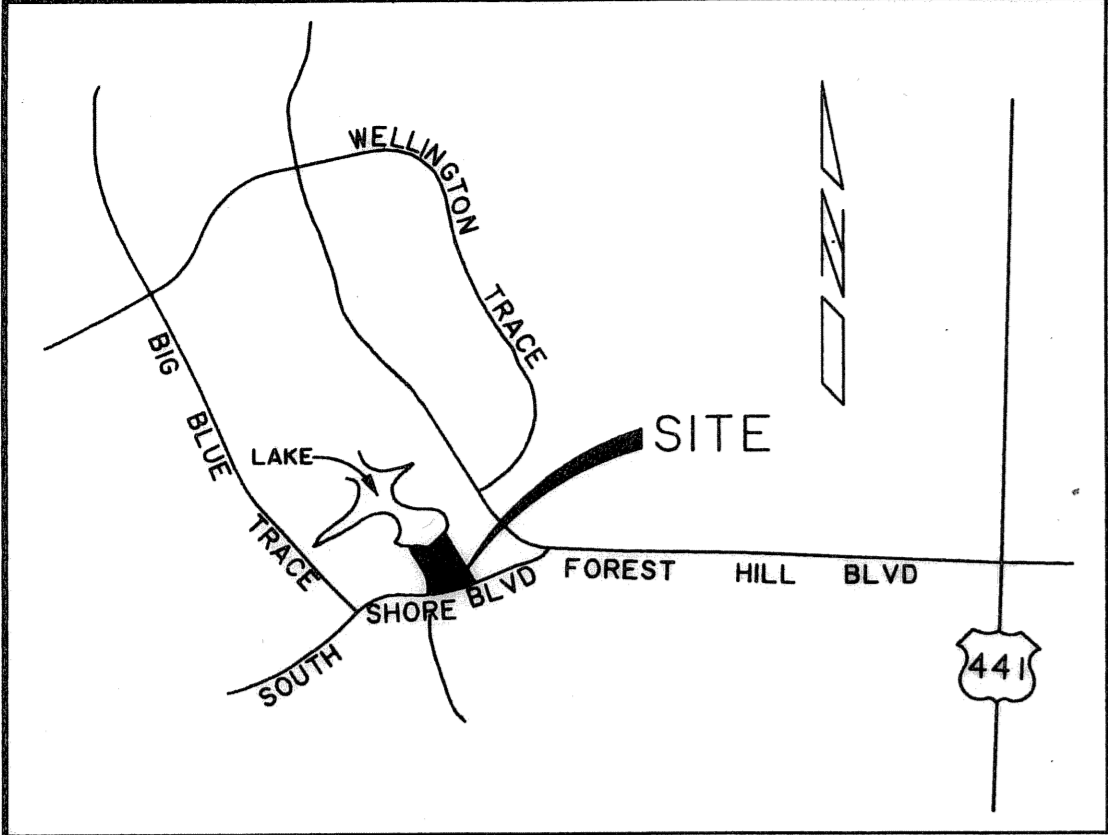 WELLINGTON TRACE
N
BIG BLUE TRACE
SITE
LAKE
FOREST HILL BLVD
SOUTH SHORE BLVD
441